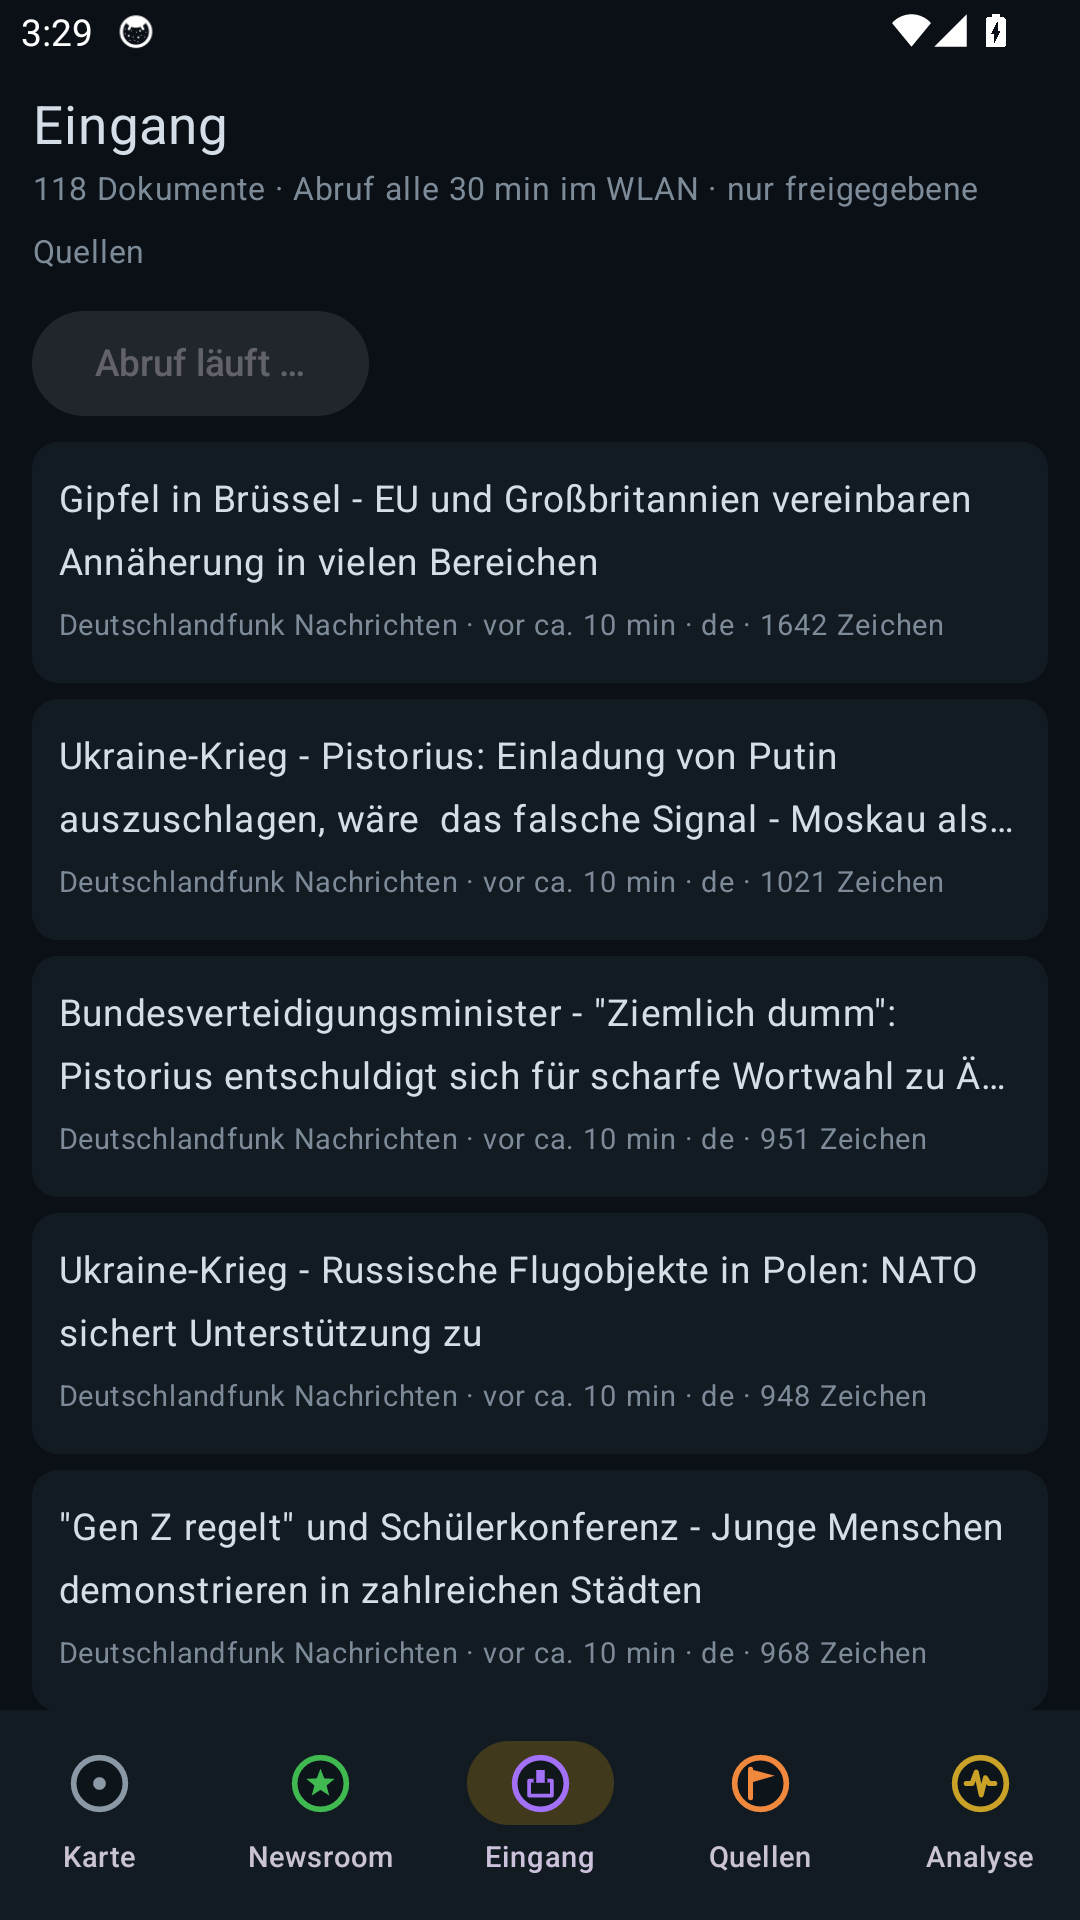 3:29
Eingang
118 Dokumente · Abruf alle 30 min im WLAN · nur freigegebene
Quellen
Abruf läuft …
Gipfel in Brüssel - EU und Großbritannien vereinbaren
Annäherung in vielen Bereichen
Deutschlandfunk Nachrichten · vor ca. 10 min · de · 1642 Zeichen
Ukraine-Krieg - Pistorius: Einladung von Putin
auszuschlagen, wäre  das falsche Signal - Moskau als…
Deutschlandfunk Nachrichten · vor ca. 10 min · de · 1021 Zeichen
Bundesverteidigungsminister - "Ziemlich dumm":
Pistorius entschuldigt sich für scharfe Wortwahl zu Ä…
Deutschlandfunk Nachrichten · vor ca. 10 min · de · 951 Zeichen
Ukraine-Krieg - Russische Flugobjekte in Polen: NATO
sichert Unterstützung zu
Deutschlandfunk Nachrichten · vor ca. 10 min · de · 948 Zeichen
"Gen Z regelt" und Schülerkonferenz - Junge Menschen
demonstrieren in zahlreichen Städten
Deutschlandfunk Nachrichten · vor ca. 10 min · de · 968 Zeichen
Karte Newsroom Eingang Quellen Analyse